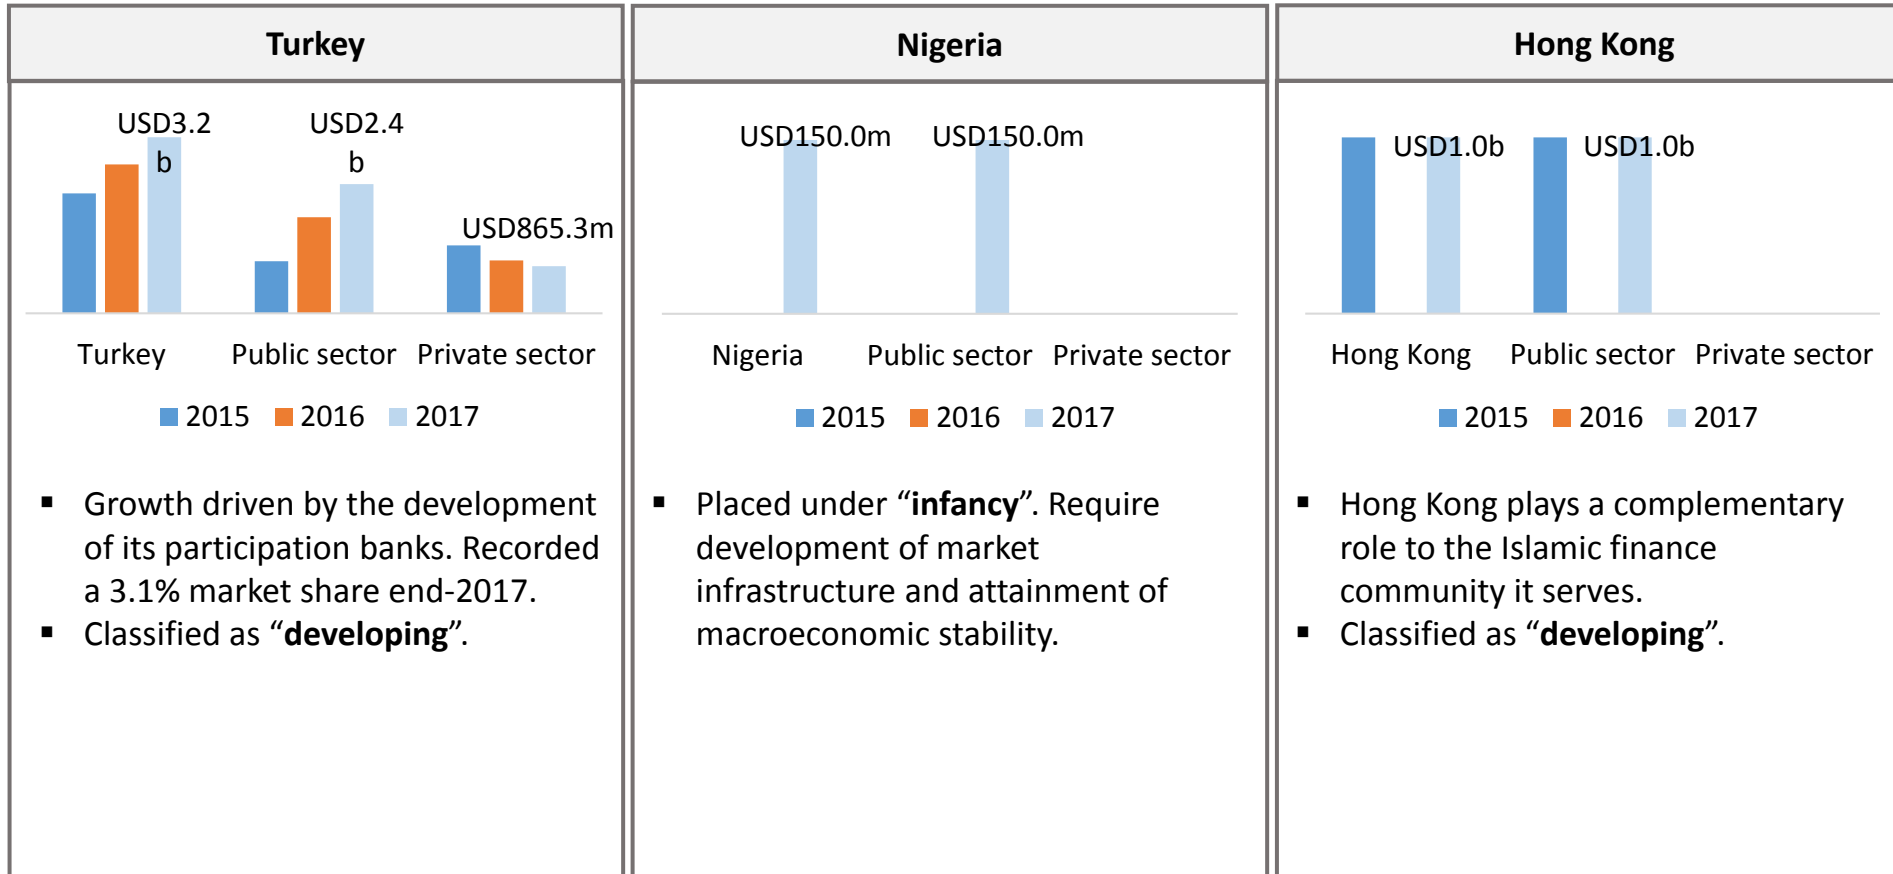 Turkey
USD3.2
b
USD2.4
b
USD865.3m
Turkey
Public sector
Private sector
2015
2016
2017
▪ Growth driven by the development
of its participation banks. Recorded
a 3.1% market share end-2017.
▪ Classified as “developing”.
Nigeria
USD150.0m
USD150.0m
Nigeria
Public sector
Private sector
2015
2016
2017
▪ Placed under “infancy”. Require
development of market
infrastructure and attainment of
macroeconomic stability.
Hong Kong
USD1.0b
USD1.0b
Hong Kong
Public sector
Private sector
2015
2016
2017
▪ Hong Kong plays a complementary
role to the Islamic finance
community it serves.
▪ Classified as “developing”.